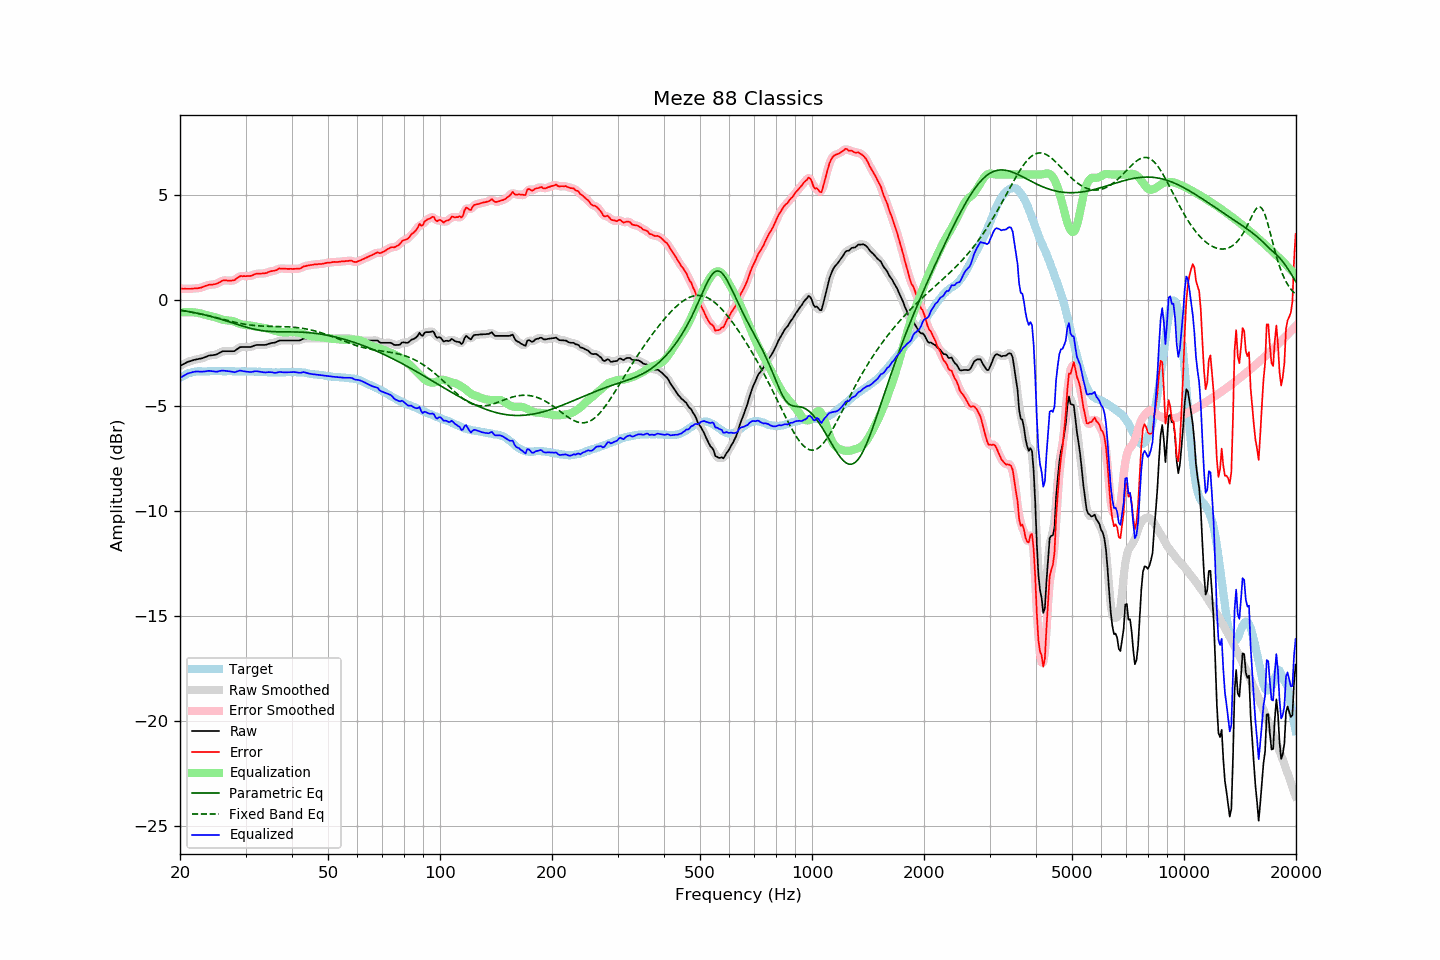 Meze 88 Classics
Amplitude (dBr)
5
0
−5
−10
−15
−20
−25
Target
Raw Smoothed
Error Smoothed
Raw
Error
Equalization
Parametric Eq
Fixed Band Eq
Equalized
20 50 100 200 500 1000 2000 5000 10000 20000
Frequency (Hz)